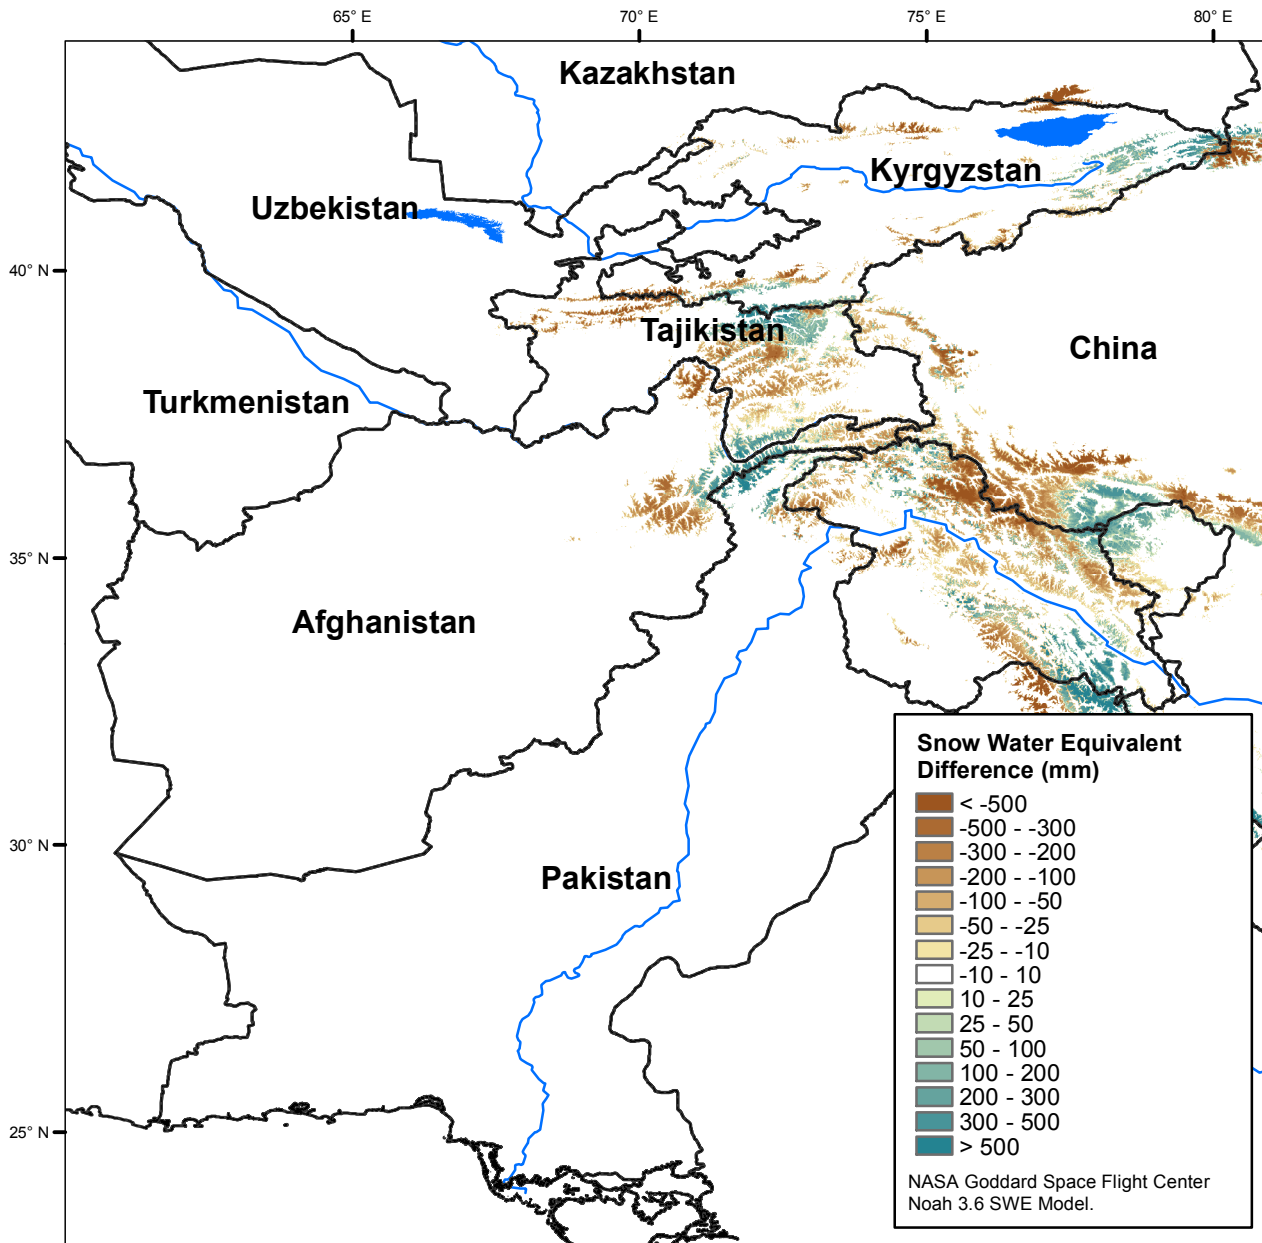 65° E
70° E
75° E
80° E
Kazakhstan
Kyrgyzstan
Uzbekistan
40° N
Tajikistan
China
Turkmenistan
35° N
Afghanistan
Snow Water Equivalent
Difference (mm)
< -500
-500 - -300
-300 - -200
-200 - -100
-100 - -50
-50 - -25
-25 - -10
-10 - 10
10 - 25
25 - 50
50 - 100
100 - 200
200 - 300
300 - 500
> 500
NASA Goddard Space Flight Center
Noah 3.6 SWE Model.
30° N
Pakistan
25° N